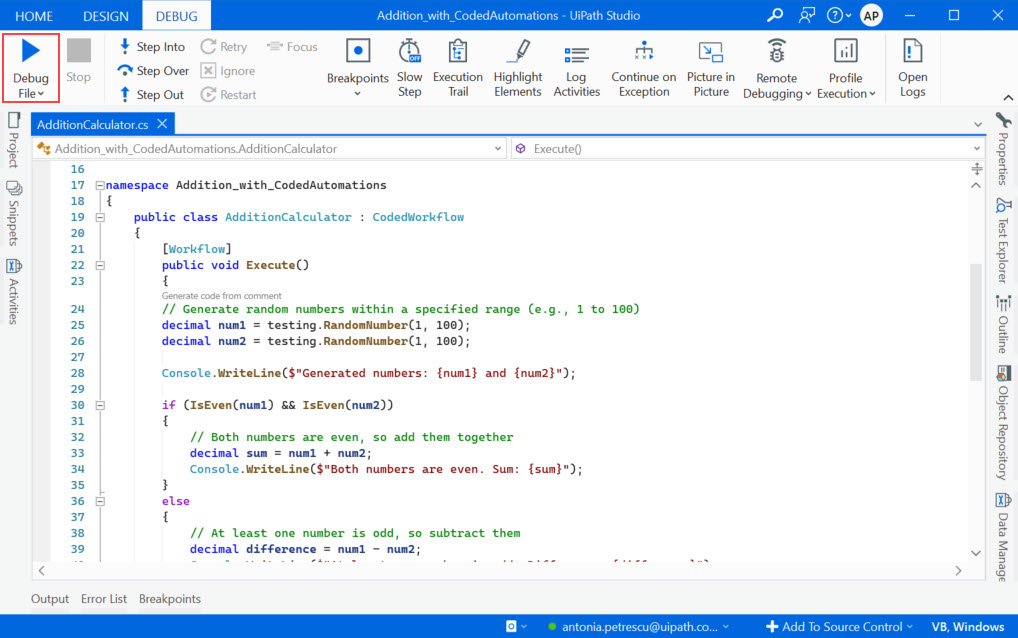 HOME DESIGN DEBUG Addition_with_CodedAutomations - UiPath Studio AP
Debug File
Stop
Step Into
Step Over
Step Out
Retry
Ignore
Restart
Focus
Breakpoints
Slow Step
OFF
Execution Trail
Highlight Elements
Log Activities
Continue on Exception
Picture in Picture
Remote Debugging
Profile Execution
Open Logs
AdditionCalculator.cs
Addition_with_CodedAutomations.AdditionCalculator Execute()
Project
Snippets
Activities
16
17 namespace Addition_with_CodedAutomations
18 {
19 public class AdditionCalculator : CodedWorkflow
20 {
21 [Workflow]
22 public void Execute()
23 {
Generate code from comment
24 // Generate random numbers within a specified range (e.g., 1 to 100)
25 decimal num1 = testing.RandomNumber(1, 100);
26 decimal num2 = testing.RandomNumber(1, 100);
27
28 Console.WriteLine($"Generated numbers: {num1} and {num2}");
29
30 if (IsEven(num1) && IsEven(num2))
31 {
32 // Both numbers are even, so add them together
33 decimal sum = num1 + num2;
34 Console.WriteLine($"Both numbers are even. Sum: {sum}");
35 }
36 else
37 {
38 // At least one number is odd, so subtract them
39 decimal difference = num1 - num2;
Properties
Test Explorer
Outline
Object Repository
Data Manage
Output Error List Breakpoints
antonia.petrescu@uipath.co... Add To Source Control VB, Windows